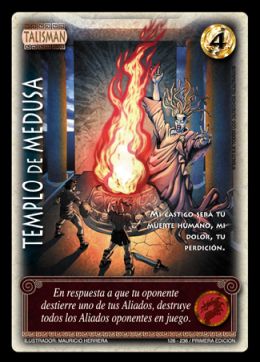 TALISMAN
4
TEMPLO DE MEDUSA
MI CASTIGO SERÁ TU
MUERTE HUMANO, MI
DOLOR, TU
PERDICIÓN.
En respuesta a que tu oponente
destierre uno de tus Aliados, destruye
todos los Aliados oponentes en juego.
ILUSTRADOR: MAURICIO HERRERA
126 - 236 / PRIMERA EDICION